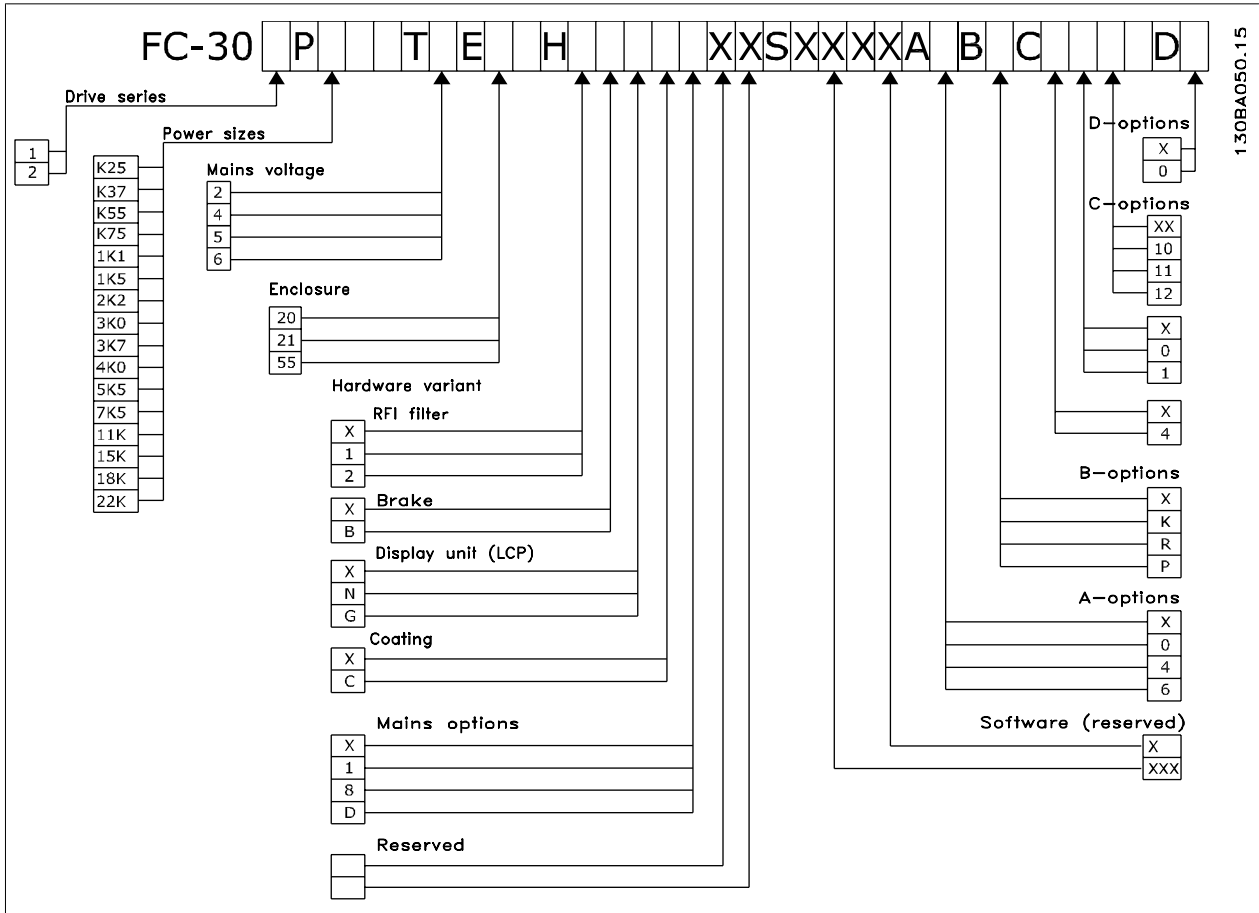 FC-30 P T E H X X S X X X X A B C D
130BA050.15
Drive series
1
2
Power sizes
K25
K37
K55
K75
1K1
1K5
2K2
3K0
3K7
4K0
5K5
7K5
11K
15K
18K
22K
Mains voltage
2
4
5
6
Enclosure
20
21
55
Hardware variant
RFI filter
X
1
2
Brake
X
B
Display unit (LCP)
X
N
G
Coating
X
C
Mains options
X
1
8
D
Reserved
D-options
X
0
C-options
XX
10
11
12
X
0
1
X
4
B-options
X
K
R
P
A-options
X
0
4
6
Software (reserved)
X
XXX